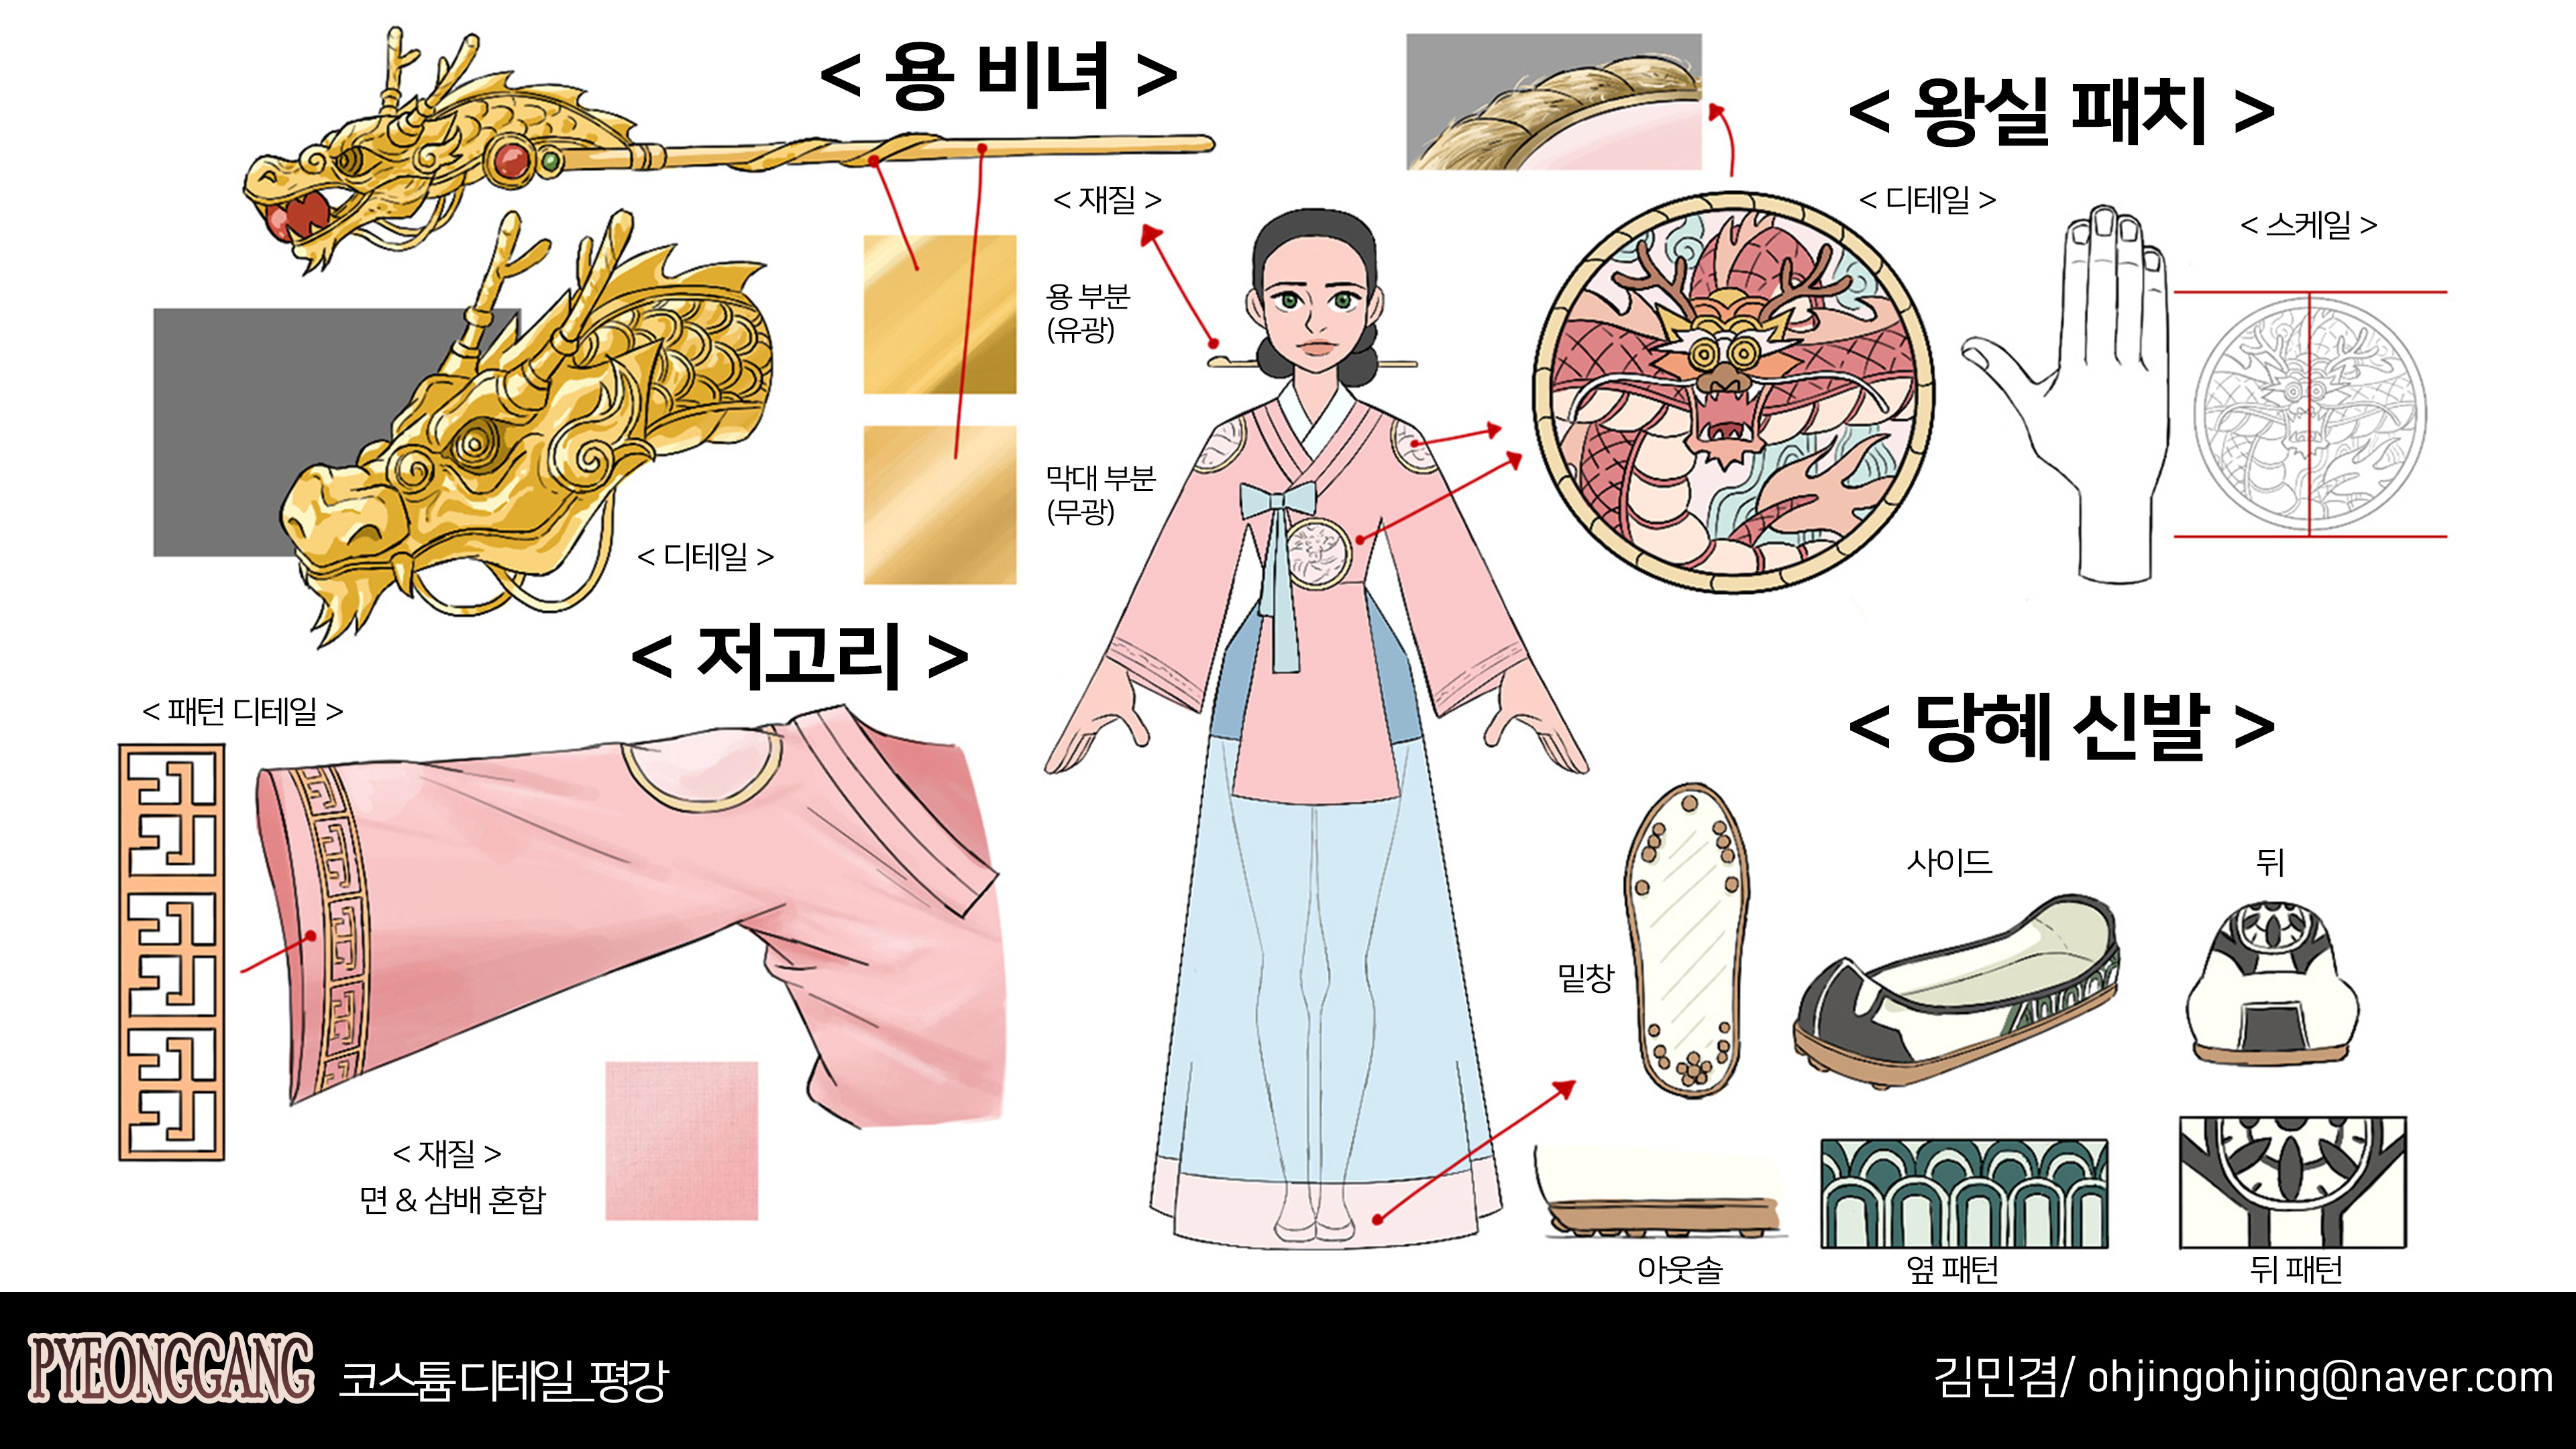 < 용 비녀 >
< 재질 >
용 부분
(유광)
막대 부분
(무광)
< 디테일 >
< 왕실 패치 >
< 디테일 >
< 스케일 >
< 저고리 >
< 패턴 디테일 >
< 재질 >
면 & 삼배 혼합
< 당혜 신발 >
사이드
뒤
밑창
아웃솔
옆 패턴
뒤 패턴
PYEONGGANG
코스튬 디테일_평강
김민겸/ ohjingohjing@naver.com